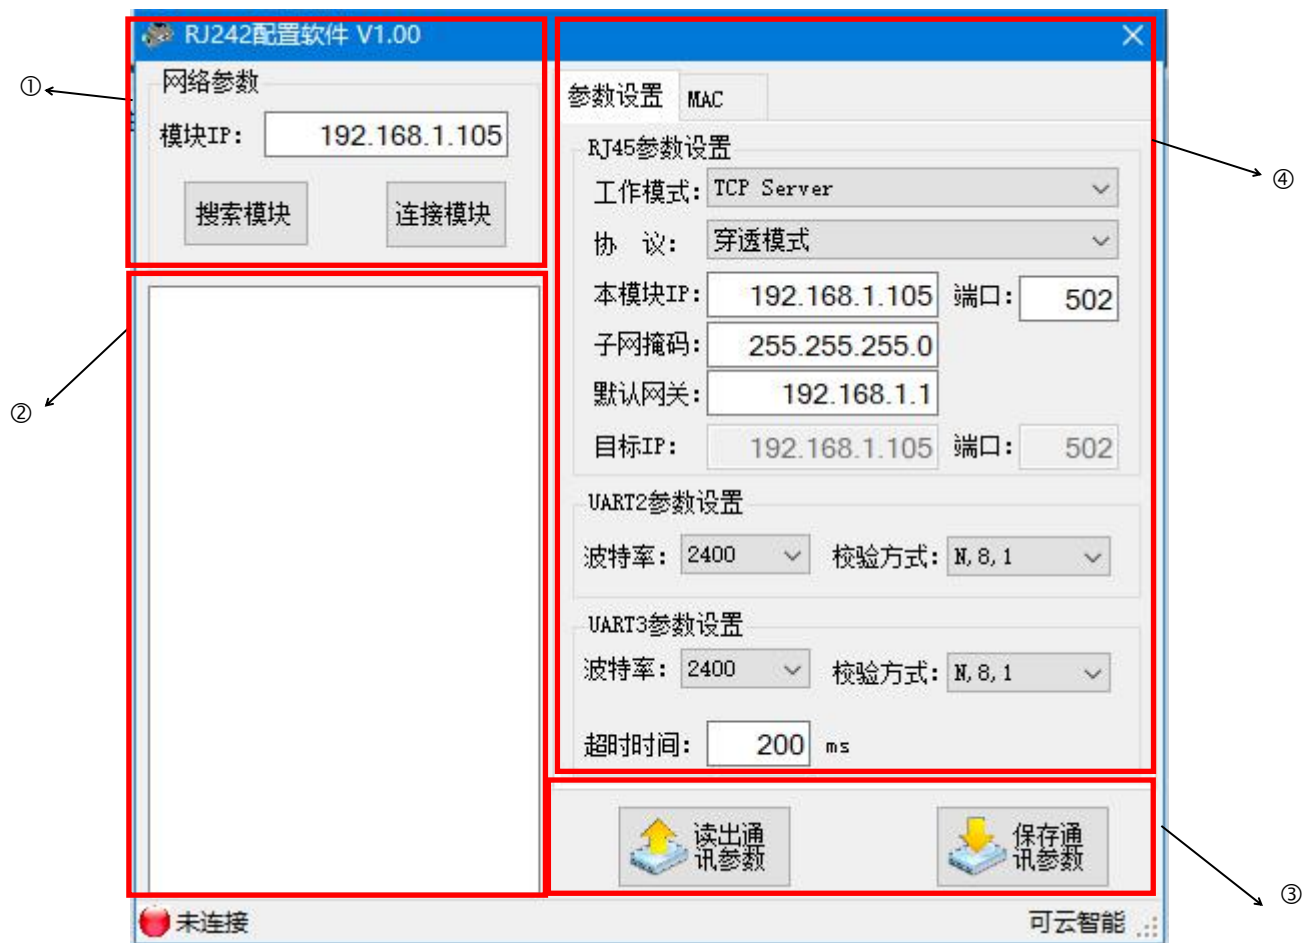 RJ242配置软件 V1.00
①
网络参数
模块IP: 192.168.1.105
搜索模块 连接模块
②
参数设置 MAC
RJ45参数设置
工作模式: TCP Server
协 议: 穿透模式
本模块IP: 192.168.1.105 端口: 502
子网掩码: 255.255.255.0
默认网关: 192.168.1.1
目标IP: 192.168.1.105 端口: 502
④
UART2参数设置
波特率: 2400 校验方式: N,8,1
UART3参数设置
波特率: 2400 校验方式: N,8,1
超时时间: 200 ms
读出通
讯参数
保存通
讯参数
③
未连接
可云智能